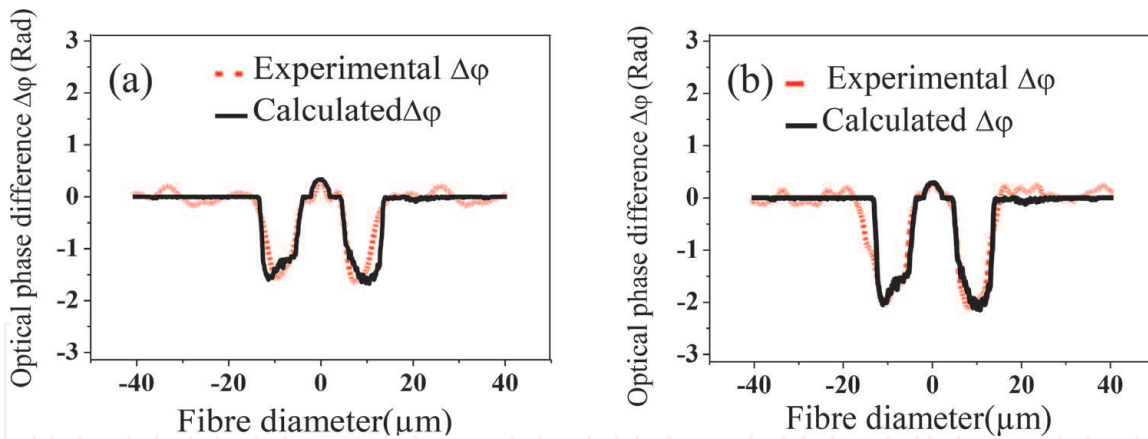 Optical phase difference Δφ (Rad)
3
2
1
0
-1
-2
-3
(a)
Experimental Δφ
CalculatedΔφ
-40
-20
0
20
40
Fibre diameter(µm)
Optical phase difference Δφ (Rad)
3
2
1
0
-1
-2
-3
(b)
Experimental Δφ
Calculated Δφ
-40
-20
0
20
40
Fibre diameter(µm)